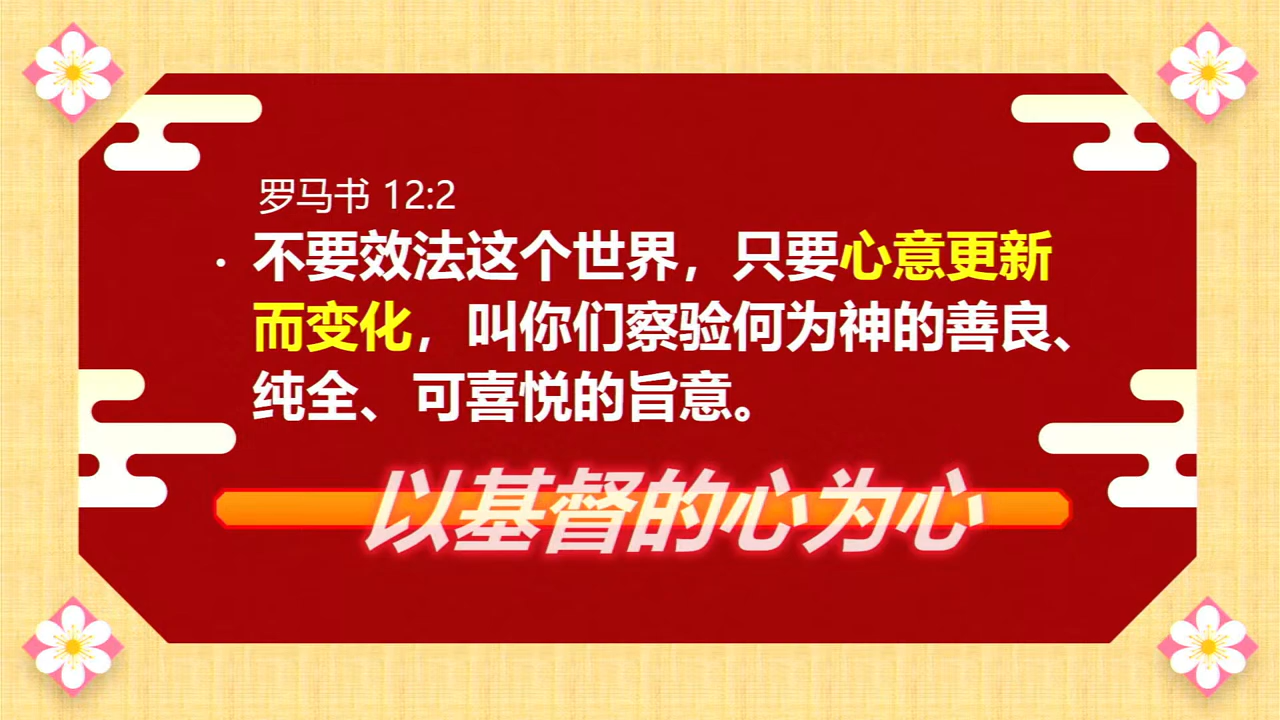 罗马书 12:2
• 不要效法这个世界，只要心意更新
而变化，叫你们察验何为神的善良、
纯全、可喜悦的旨意。
以基督的心为心